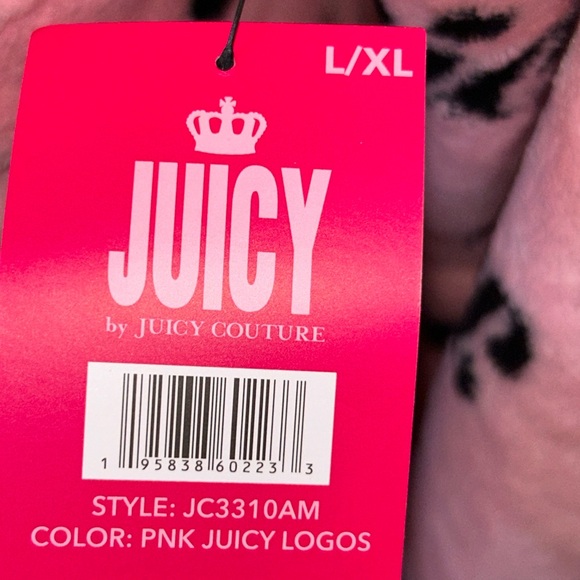 L/XL
JUICY
by JUICY COUTURE
1 95838 60223 3
STYLE: JC3310AM
COLOR: PNK JUICY LOGOS